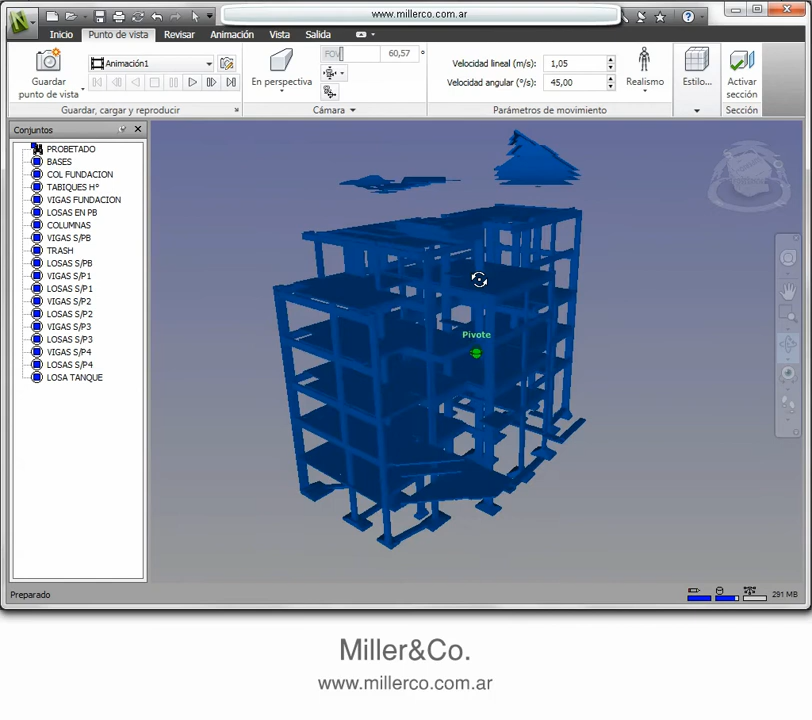 www.millerco.com.ar
Inicio
Punto de vista
Revisar
Animación
Vista
Salida
Guardar
punto de vista
Animación1
Guardar, cargar y reproducir
En perspectiva
FOV
60,57
°
Cámara
Velocidad lineal (m/s):
1,05
Velocidad angular (°/s):
45,00
Realismo
Parámetros de movimiento
Estilo...
Activar
sección
Sección
Conjuntos
PROBETADO
BASES
COL FUNDACION
TABIQUES H°
VIGAS FUNDACION
LOSAS EN PB
COLUMNAS
VIGAS S/PB
TRASH
LOSAS S/PB
VIGAS S/P1
LOSAS S/P1
VIGAS S/P2
LOSAS S/P2
VIGAS S/P3
LOSAS S/P3
VIGAS S/P4
LOSAS S/P4
LOSA TANQUE
Pivote
Preparado
291 MB
Miller&Co.
www.millerco.com.ar